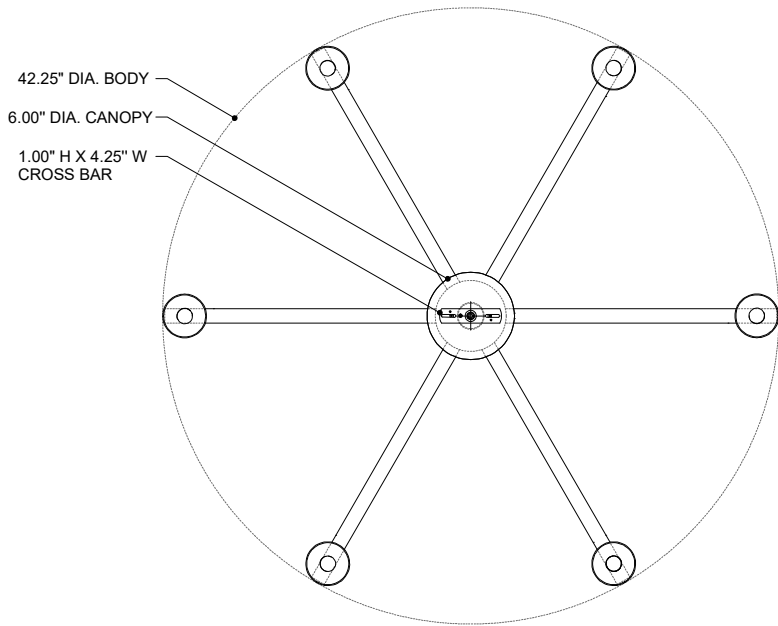 42.25" DIA. BODY
6.00" DIA. CANOPY
1.00" H X 4.25" W
CROSS BAR